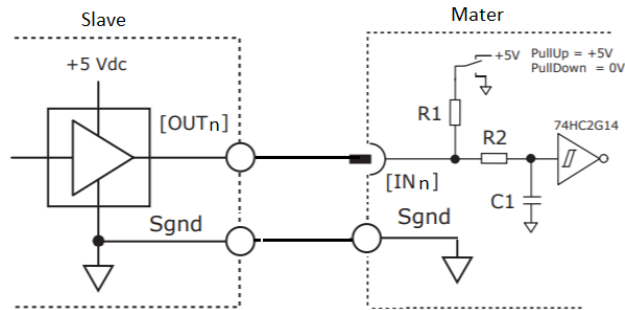 Slave
Mater
+5 Vdc
[OUTn]
Sgnd
+5V
PullUp = +5V
PullDown = 0V
R1
R2
74HC2G14
[INn]
C1
Sgnd